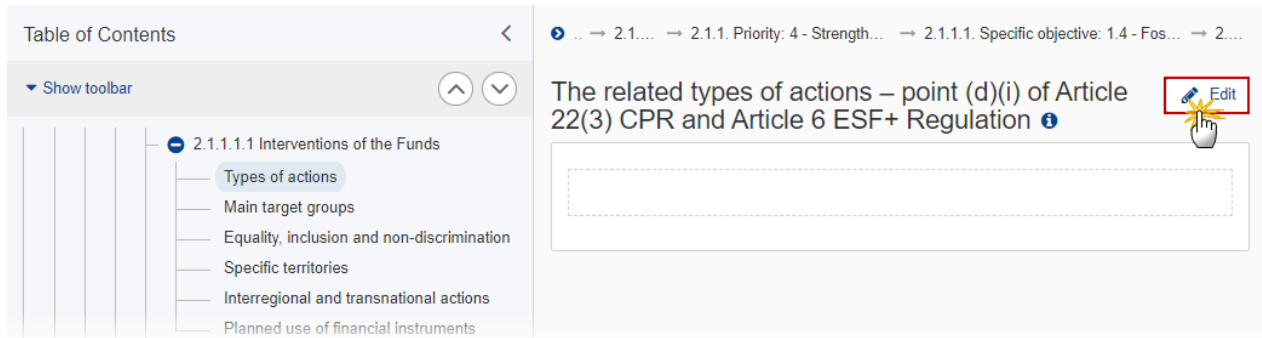 Table of Contents
.. → 2.1.... → 2.1.1. Priority: 4 - Strength... → 2.1.1.1. Specific objective: 1.4 - Fos... → 2....
Show toolbar
The related types of actions – point (d)(i) of Article
22(3) CPR and Article 6 ESF+ Regulation
Edit
2.1.1.1.1 Interventions of the Funds
Types of actions
Main target groups
Equality, inclusion and non-discrimination
Specific territories
Interregional and transnational actions
Planned use of financial instruments